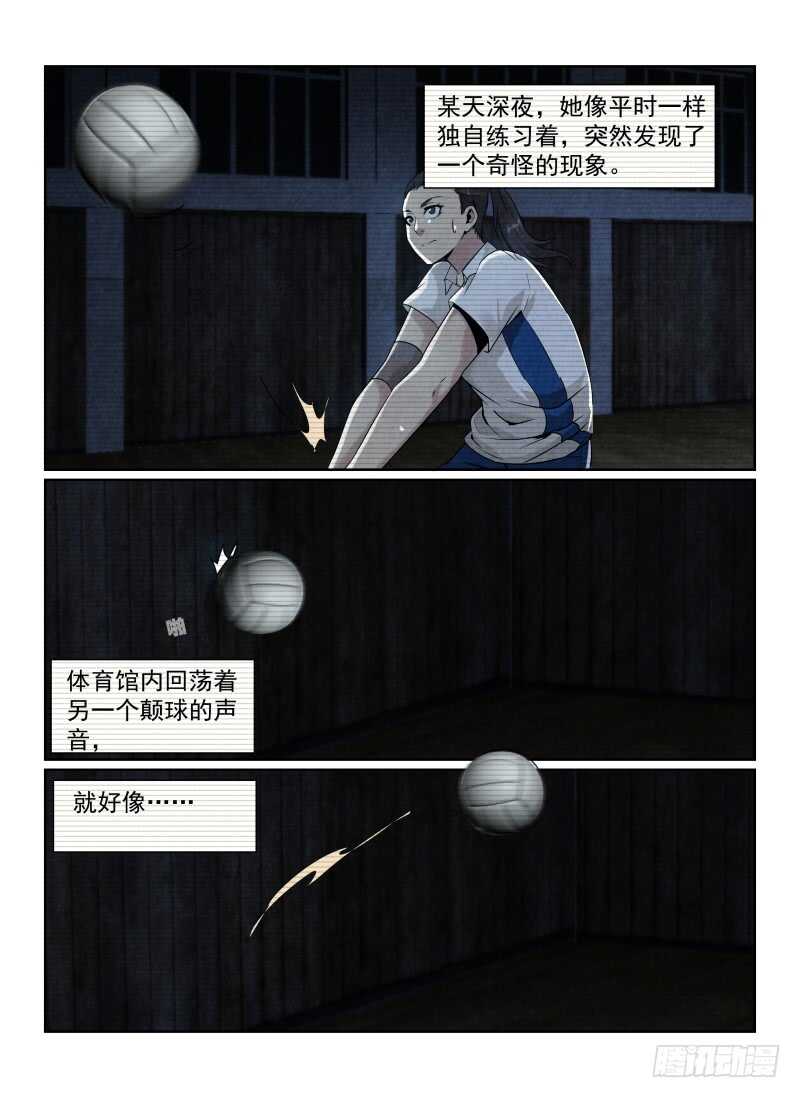 某天深夜，她像平时一样
独自练习着，突然发现了
一个奇怪的现象。
啪
体育馆内回荡着
另一个颠球的声
音，
就好像……
腾讯动漫